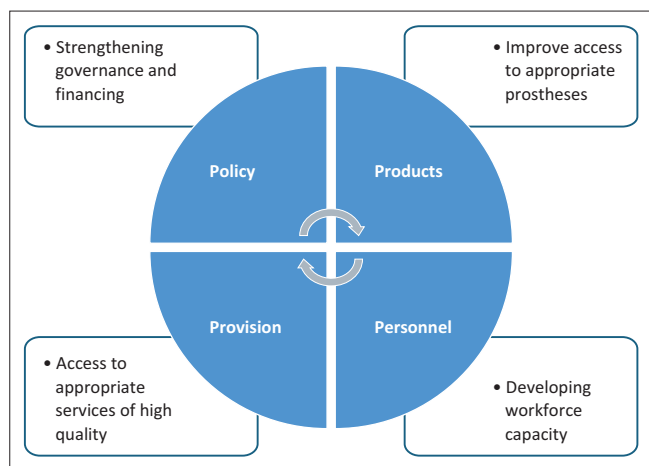 • Strengthening
governance and
financing
• Improve access
to appropriate
prostheses
Policy
Products
Provision
Personnel
• Access to
appropriate
services of high
quality
• Developing
workforce
capacity